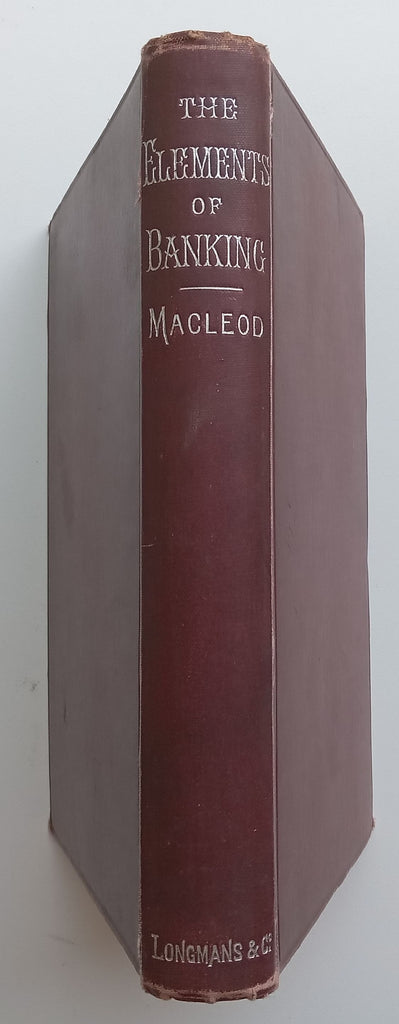 THE
ELEMENTS
OF
BANKING
MACLEOD
LONGMANS & Co.